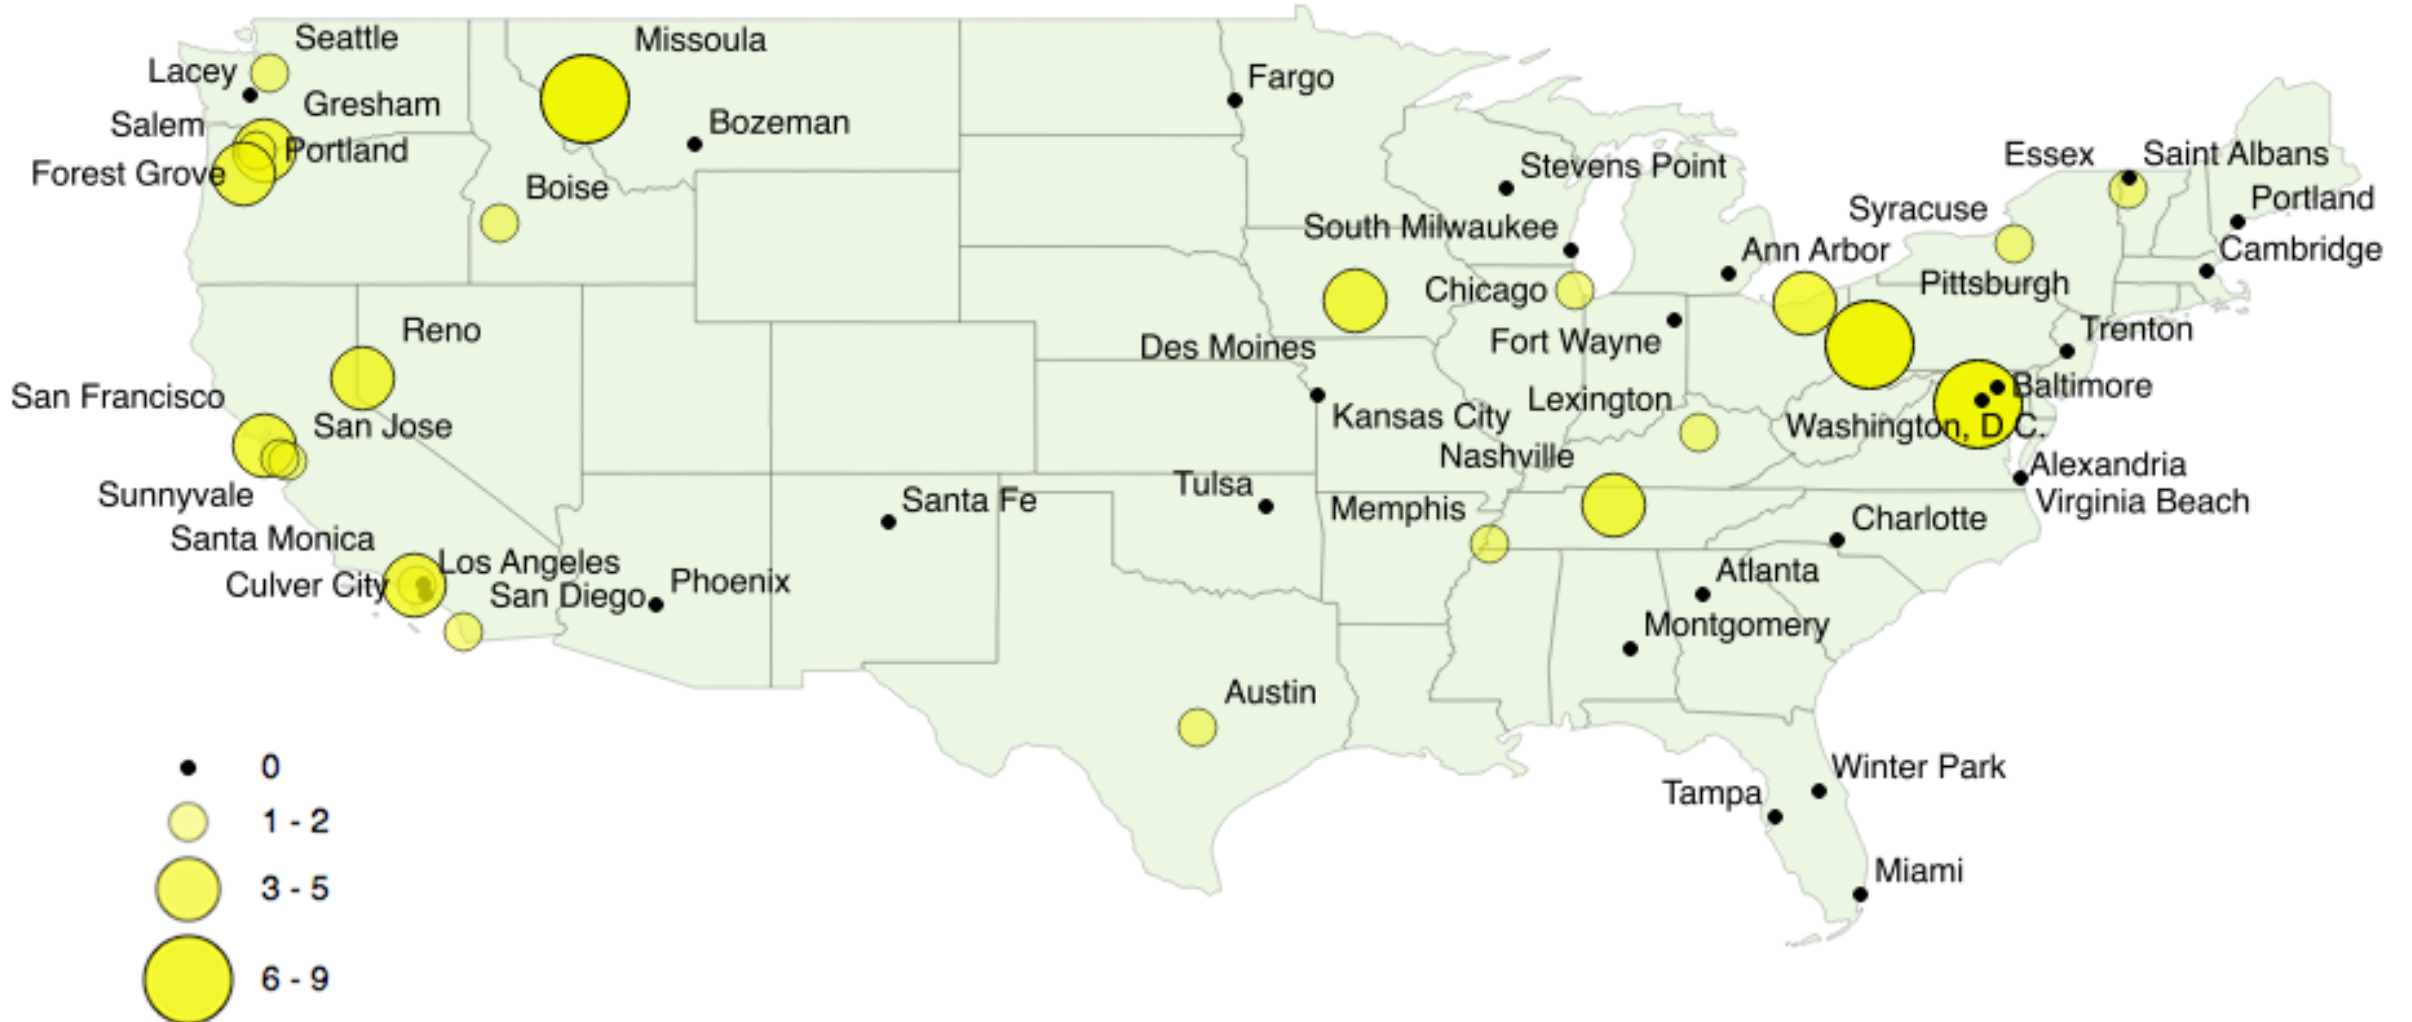 Seattle
Missoula
Lacey
Fargo
Gresham
Salem
Bozeman
Portland
Stevens Point
Essex
Saint Albans
Forest Grove
Boise
Portland
Syracuse
South Milwaukee
Ann Arbor
Cambridge
Chicago
Pittsburgh
Reno
Trenton
Des Moines
Fort Wayne
Baltimore
San Francisco
Lexington
Kansas City
San Jose
Washington, D.C.
Nashville
Alexandria
Sunnyvale
Santa Fe
Tulsa
Memphis
Virginia Beach
Charlotte
Santa Monica
Los Angeles
Culver City
San Diego
Phoenix
Atlanta
Montgomery
Austin
0
Winter Park
Tampa
1 - 2
Miami
3 - 5
6 - 9